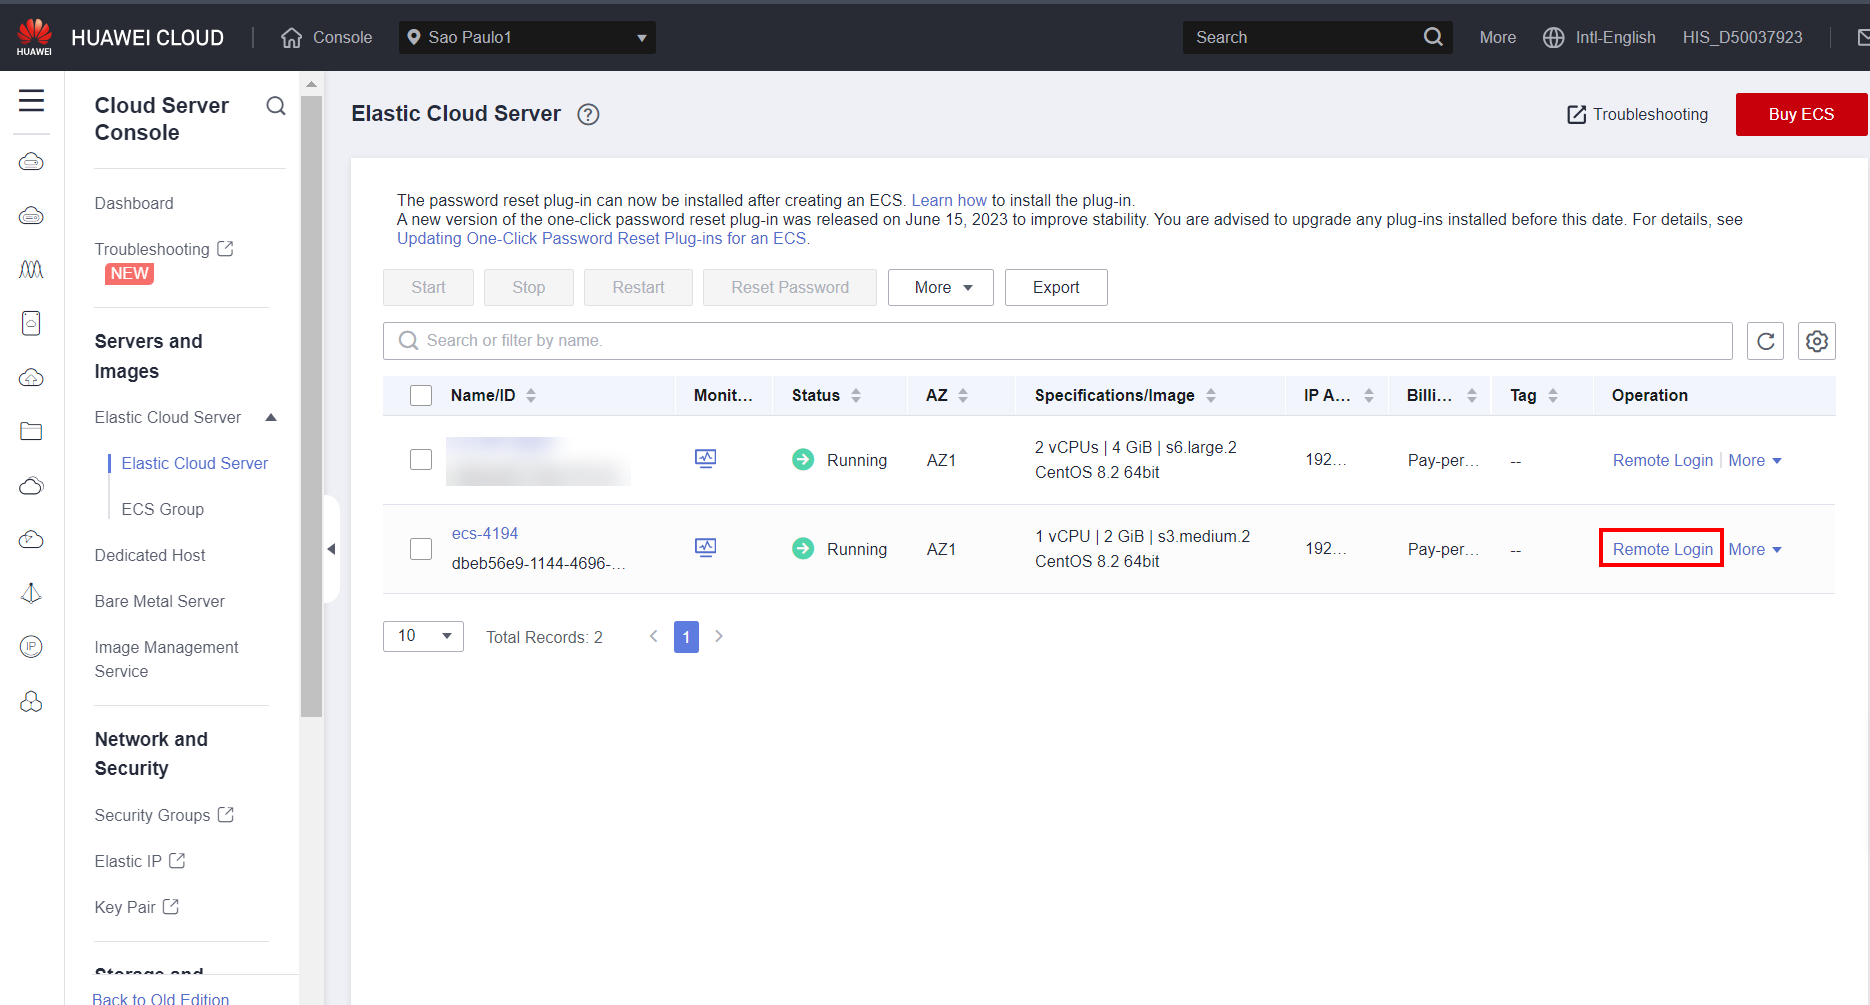 HUAWEI
HUAWEI CLOUD
Console
Sao Paulo1
Search
More
Intl-English
HIS_D50037923
Cloud Server
Console
Dashboard
Troubleshooting
NEW
Servers and
Images
Elastic Cloud Server
Elastic Cloud Server
ECS Group
Dedicated Host
Bare Metal Server
Image Management
Service
Network and
Security
Security Groups
Elastic IP
IP
Key Pair
Storage and
Back to Old Edition
Elastic Cloud Server
?
Troubleshooting
Buy ECS
The password reset plug-in can now be installed after creating an ECS. Learn how to install the plug-in.
A new version of the one-click password reset plug-in was released on June 15, 2023 to improve stability. You are advised to upgrade any plug-ins installed before this date. For details, see
Updating One-Click Password Reset Plug-ins for an ECS.
Start
Stop
Restart
Reset Password
More
Export
Search or filter by name.
Name/ID Monit... Status AZ Specifications/Image IP A... Billi... Tag Operation
2 vCPUs | 4 GiB | s6.large.2
Running AZ1 192... Pay-per... -- Remote Login More
CentOS 8.2 64bit
ecs-4194 1 vCPU | 2 GiB | s3.medium.2
Running AZ1 192... Pay-per... -- Remote Login More
dbeb56e9-1144-4696-... CentOS 8.2 64bit
10 Total Records: 2 < 1 >